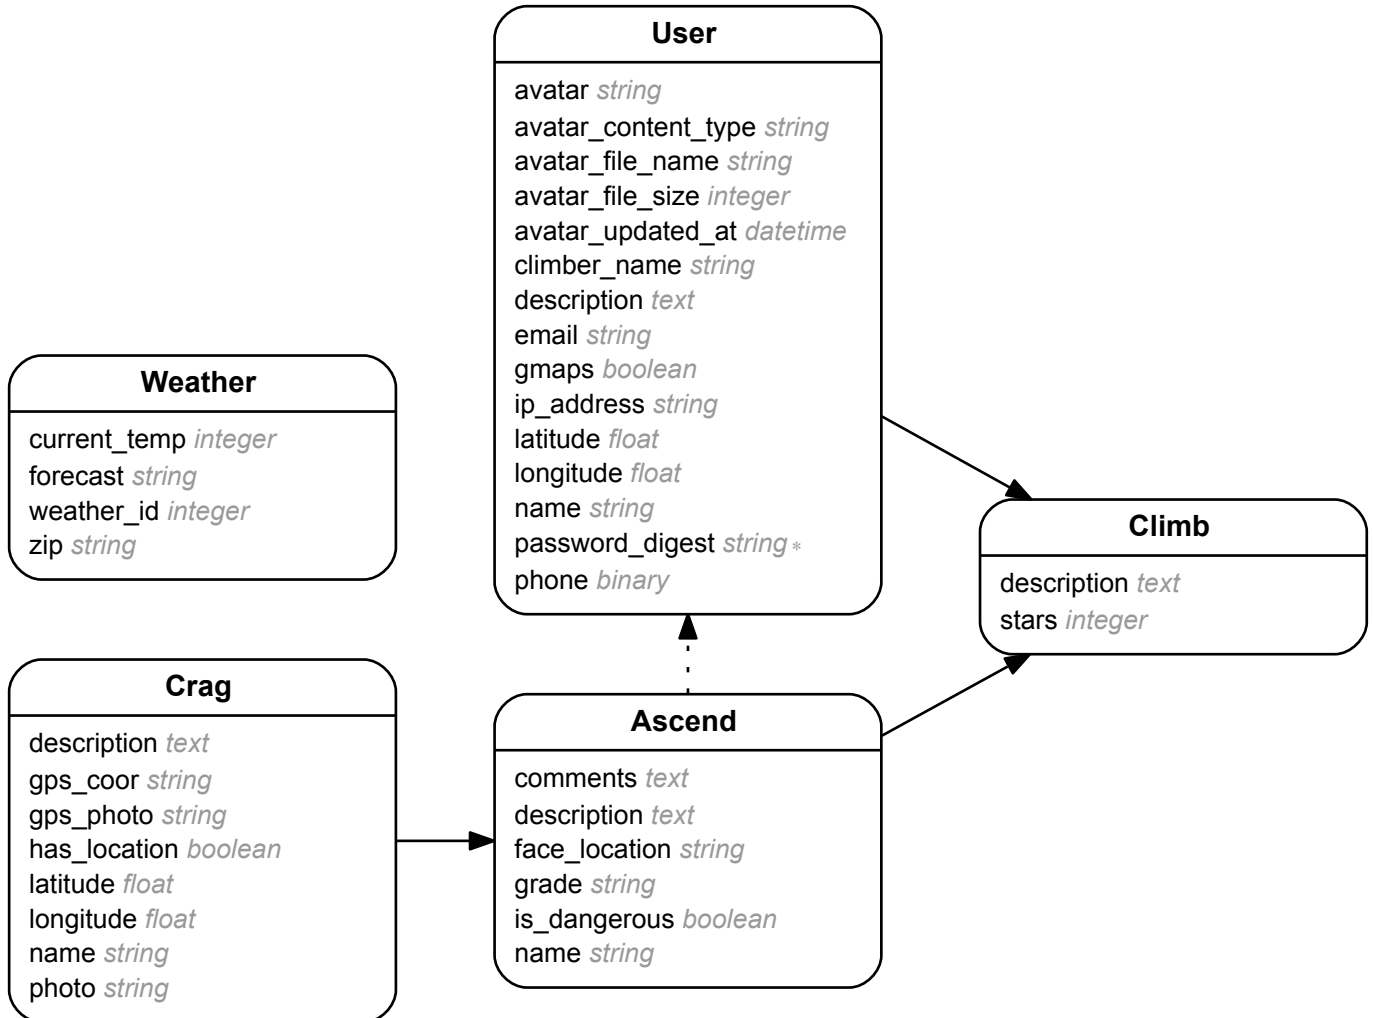 User
avatar string
avatar_content_type string
avatar_file_name string
avatar_file_size integer
avatar_updated_at datetime
climber_name string
description text
email string
gmaps boolean
ip_address string
latitude float
longitude float
name string
password_digest string *
phone binary
Weather
current_temp integer
forecast string
weather_id integer
zip string
Climb
description text
stars integer
Crag
description text
gps_coor string
gps_photo string
has_location boolean
latitude float
longitude float
name string
photo string
Ascend
comments text
description text
face_location string
grade string
is_dangerous boolean
name string